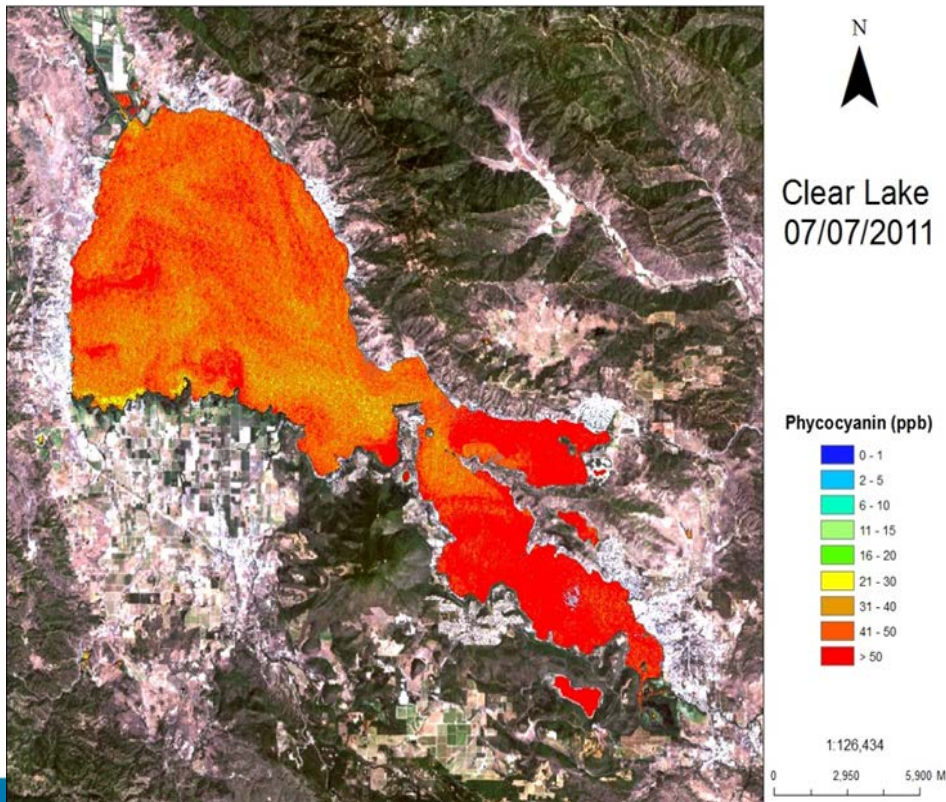 N
Clear Lake
07/07/2011
Phycocyanin (ppb)
0 - 1
2 - 5
6 - 10
11 - 15
16 - 20
21 - 30
31 - 40
41 - 50
> 50
1:126,434
0 2,950 5,900 M